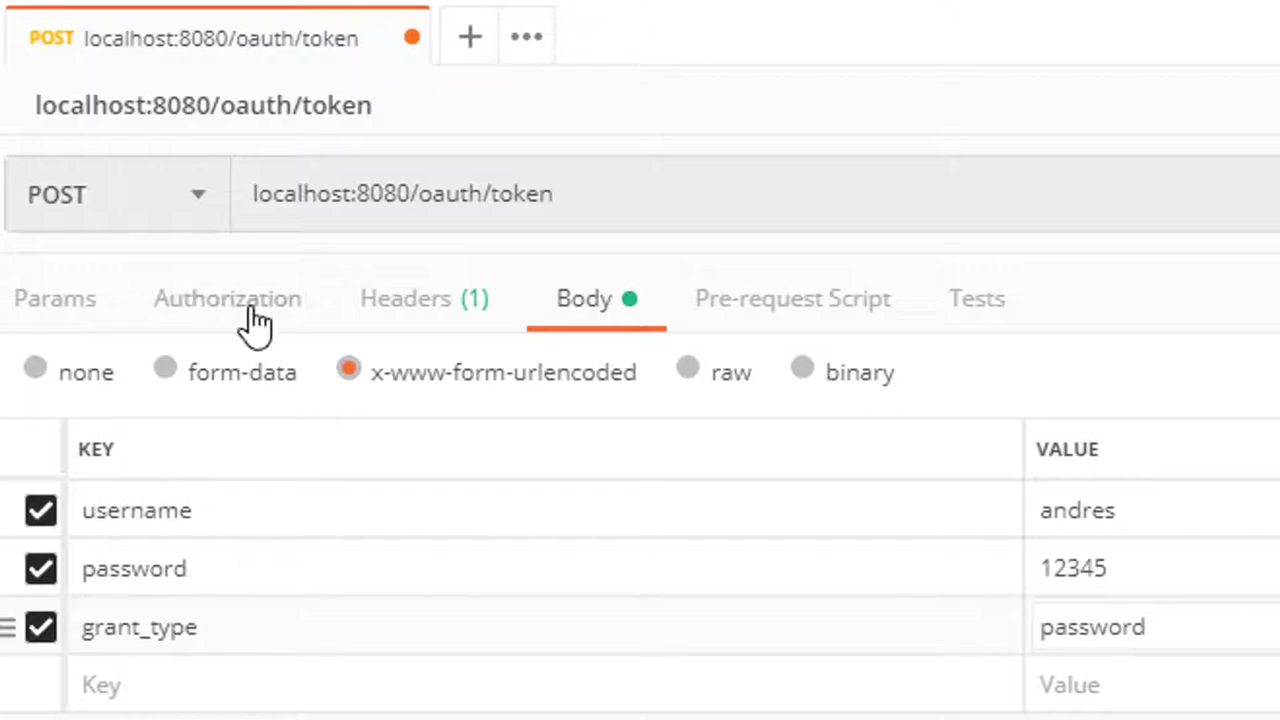 POST localhost:8080/oauth/token
localhost:8080/oauth/token
POST localhost:8080/oauth/token
Params Authorization Headers (1) Body Pre-request Script Tests
none form-data x-www-form-urlencoded raw binary
KEY VALUE
username andres
password 12345
grant_type password
Key Value